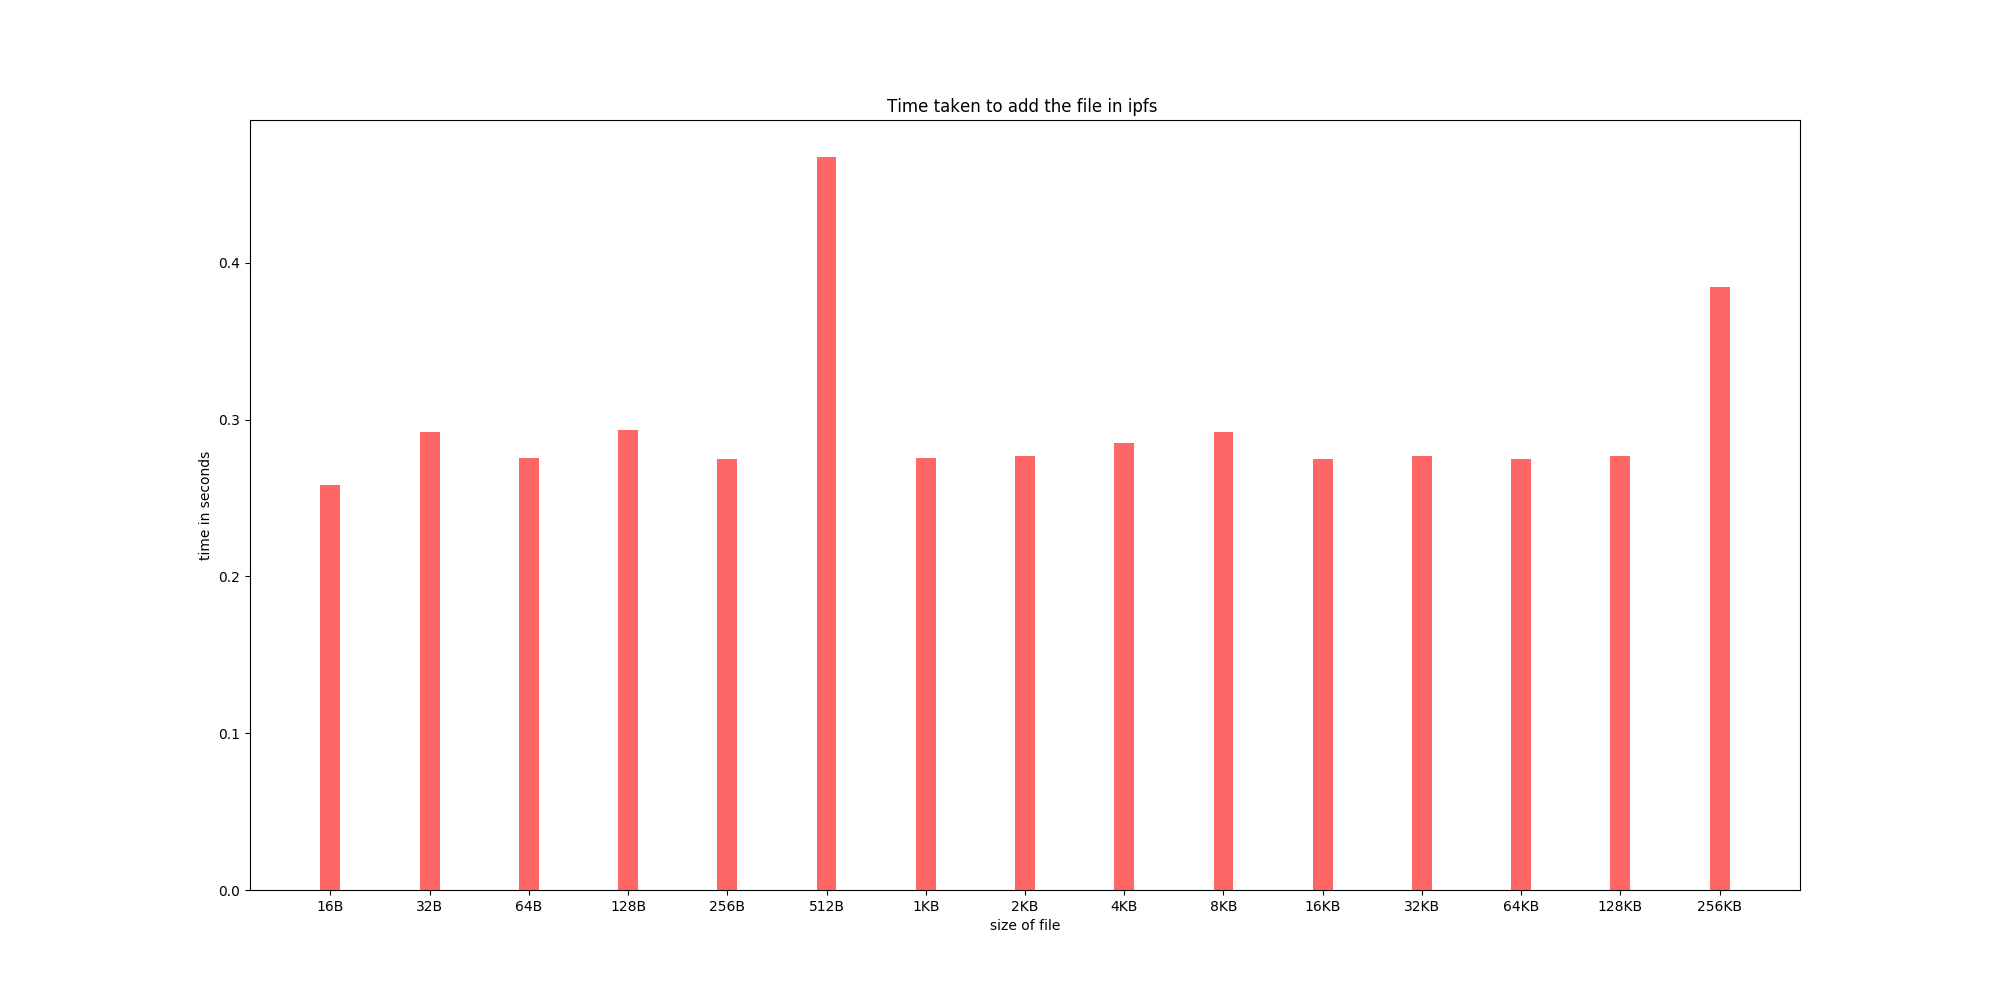 Time taken to add the file in ipfs
time in seconds
0.4
0.3
0.2
0.1
0.0
16B 32B 64B 128B 256B 512B 1KB 2KB 4KB 8KB 16KB 32KB 64KB 128KB 256KB
size of file